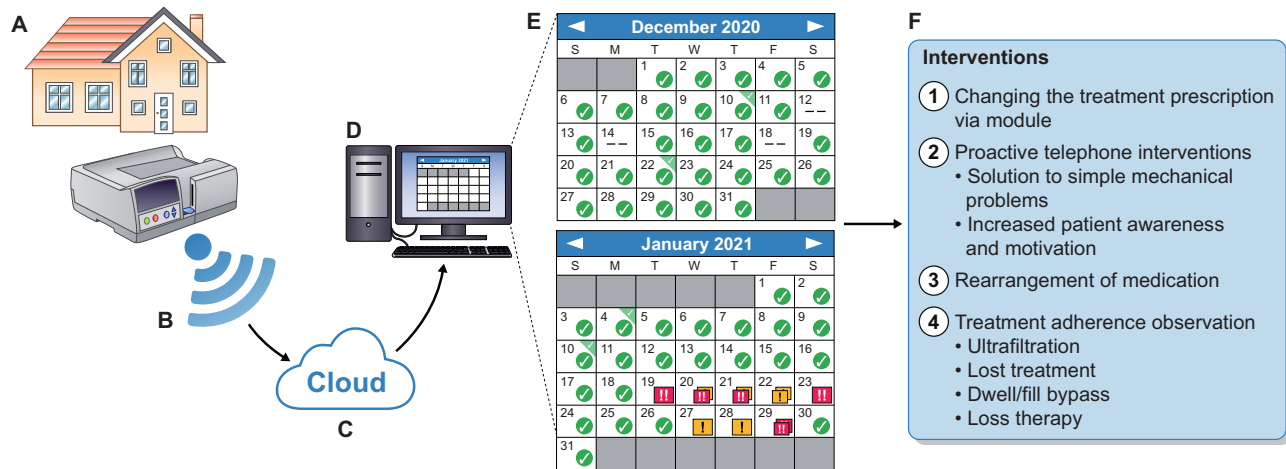 A
B
C
Cloud
D
January 2021
E
December 2020
S M T W T F S
1 2 3 4 5
6 7 8 9 10 11 12
13 14 15 16 17 18 19
20 21 22 23 24 25 26
27 28 29 30 31
January 2021
S M T W T F S
1 2
3 4 5 6 7 8 9
10 11 12 13 14 15 16
17 18 19 !! 20 !! 21 !! 22 ! 23 !!
24 25 26 27 ! 28 ! 29 !! 30
31
F
Interventions
1 Changing the treatment prescription
via module
2 Proactive telephone interventions
• Solution to simple mechanical
problems
• Increased patient awareness
and motivation
3 Rearrangement of medication
4 Treatment adherence observation
• Ultrafiltration
• Lost treatment
• Dwell/fill bypass
• Loss therapy